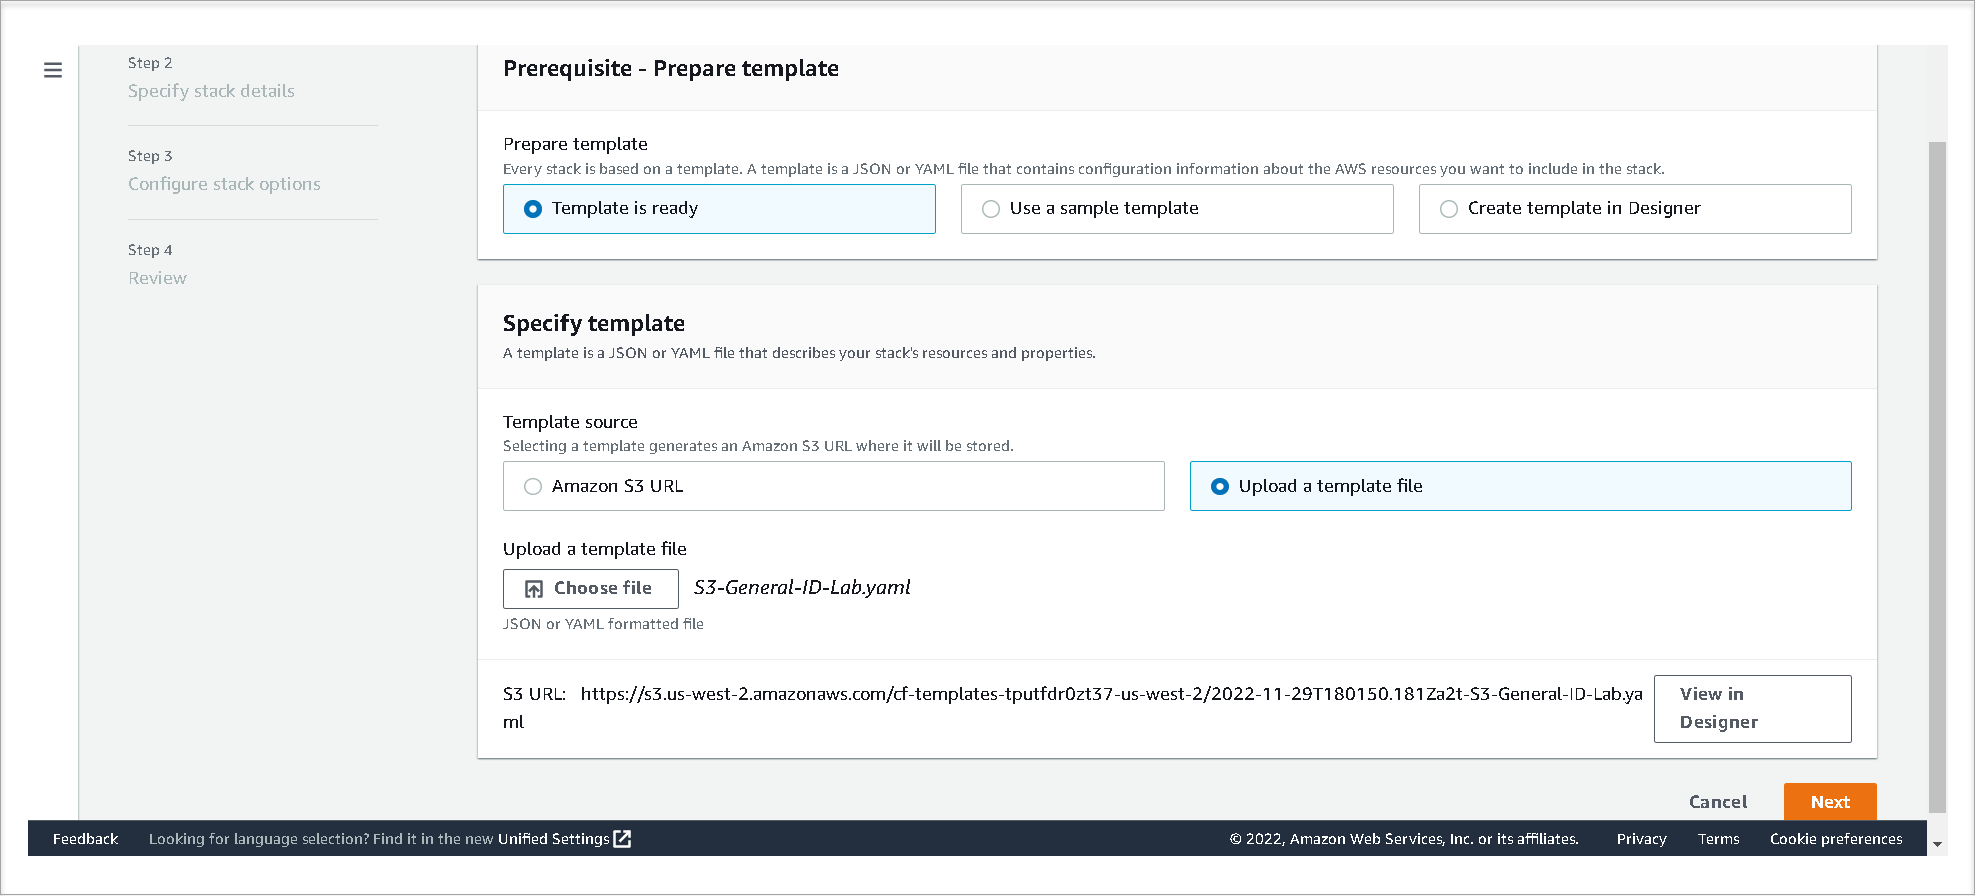 Step 2
Specify stack details
Step 3
Configure stack options
Step 4
Review
Prerequisite - Prepare template
Prepare template
Every stack is based on a template. A template is a JSON or YAML file that contains configuration information about the AWS resources you want to include in the stack.
Template is ready
Use a sample template
Create template in Designer
Specify template
A template is a JSON or YAML file that describes your stack's resources and properties.
Template source
Selecting a template generates an Amazon S3 URL where it will be stored.
Amazon S3 URL
Upload a template file
Upload a template file
Choose file
S3-General-ID-Lab.yaml
JSON or YAML formatted file
S3 URL: https://s3.us-west-2.amazonaws.com/cf-templates-tputfdr0zt37-us-west-2/2022-11-29T180150.181Za2t-S3-General-ID-Lab.ya
ml
View in
Designer
Cancel
Next
Feedback
Looking for language selection? Find it in the new Unified Settings
© 2022, Amazon Web Services, Inc. or its affiliates.
Privacy
Terms
Cookie preferences